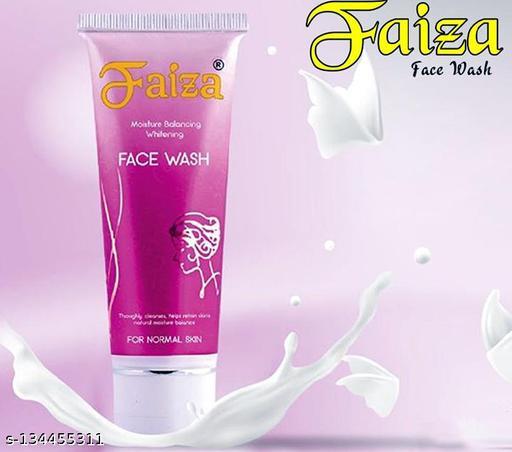 Faiza
Face Wash
Faiza®
Moisture Balancing
Whitening
FACE WASH
Thoughly cleanses, helps retain skins
natural moisture balance
FOR NORMAL SKIN
s-134455311